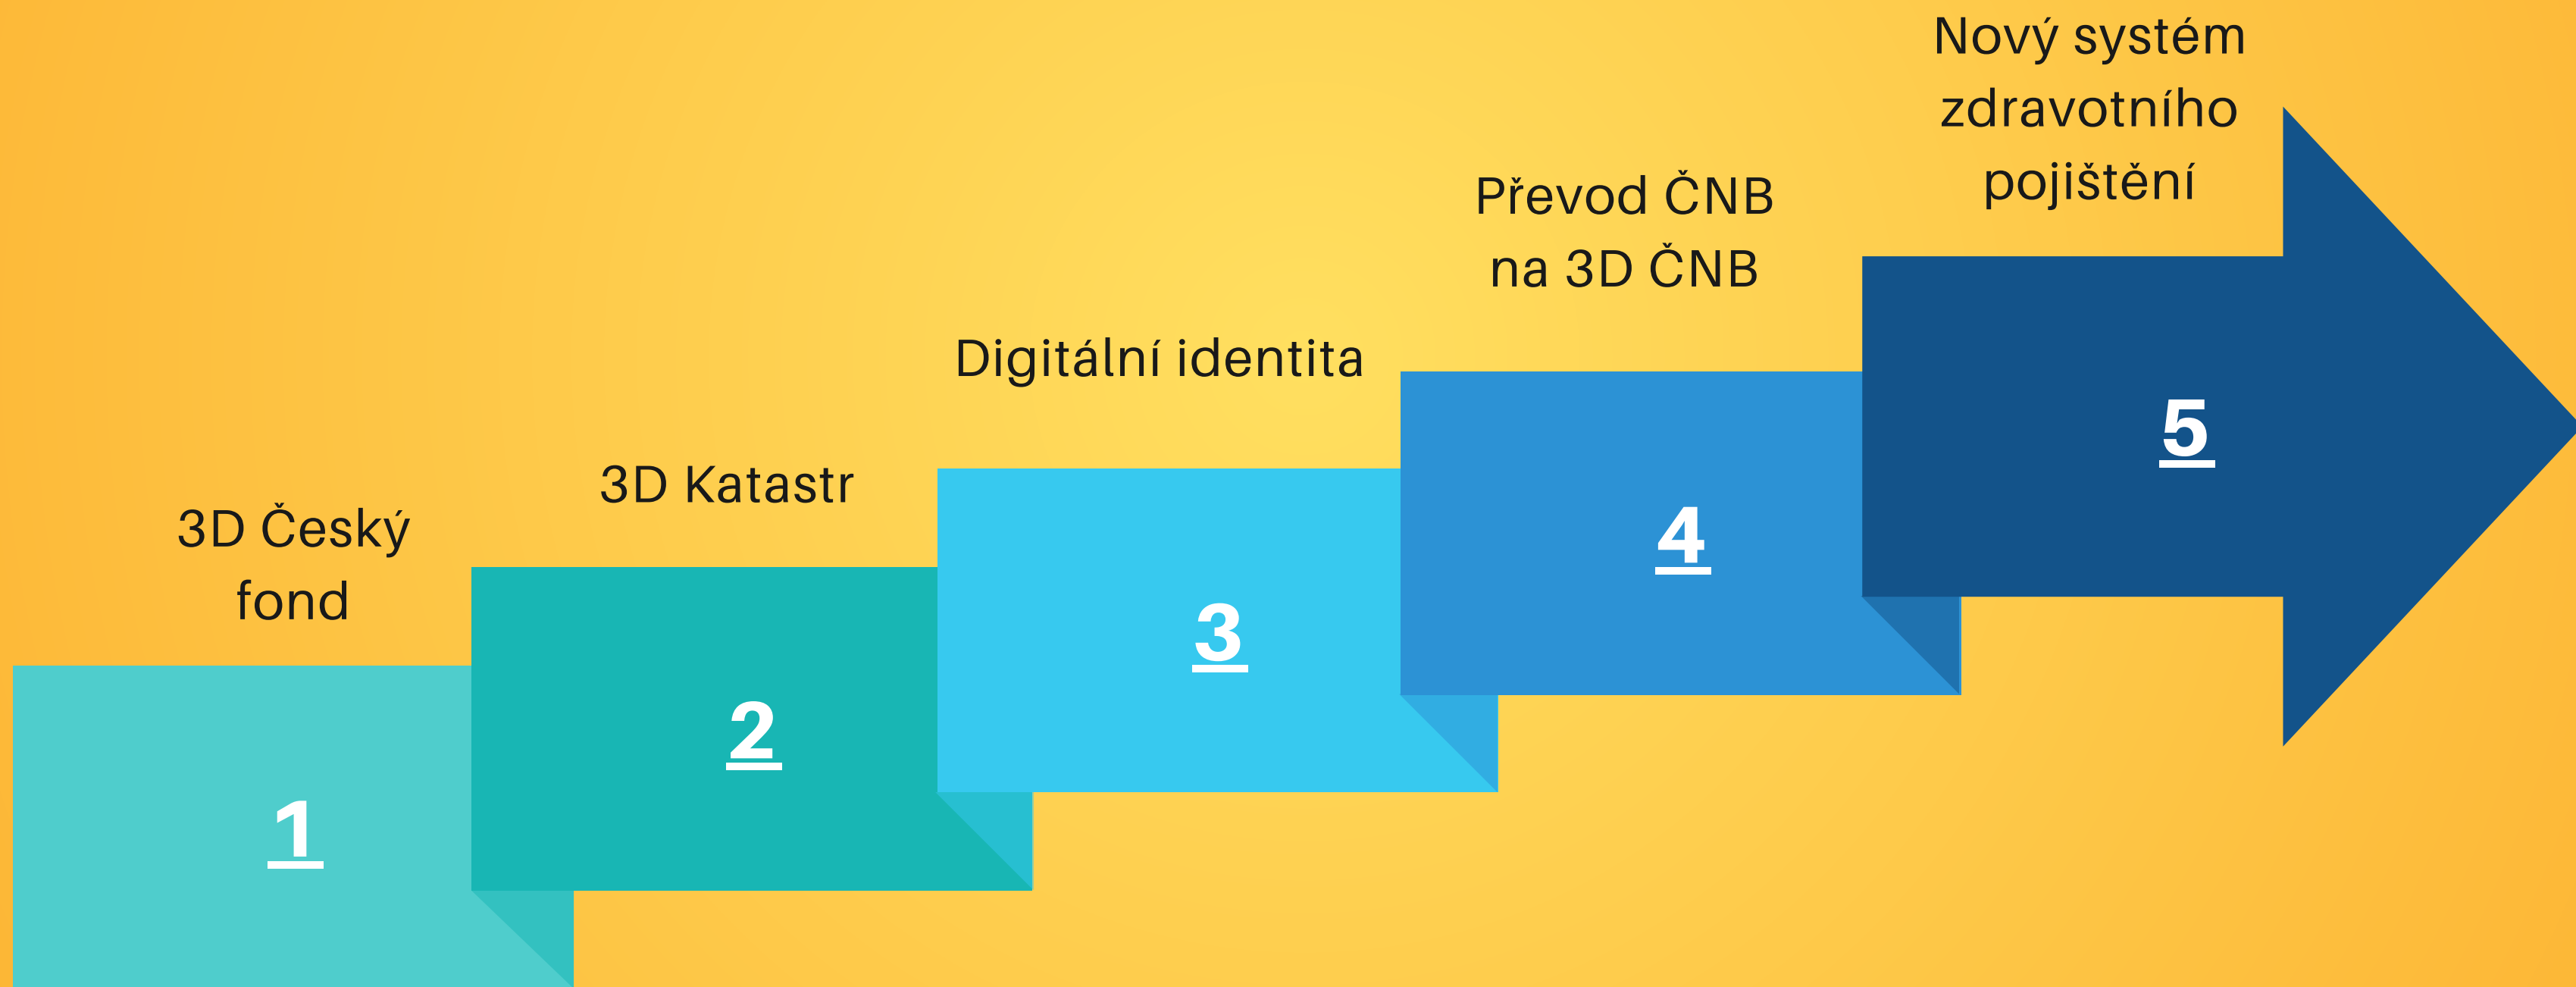 3D Český
fond
1
3D Katastr
2
Digitální identita
3
Převod ČNB
na 3D ČNB
4
Nový systém
zdravotního
pojištění
5